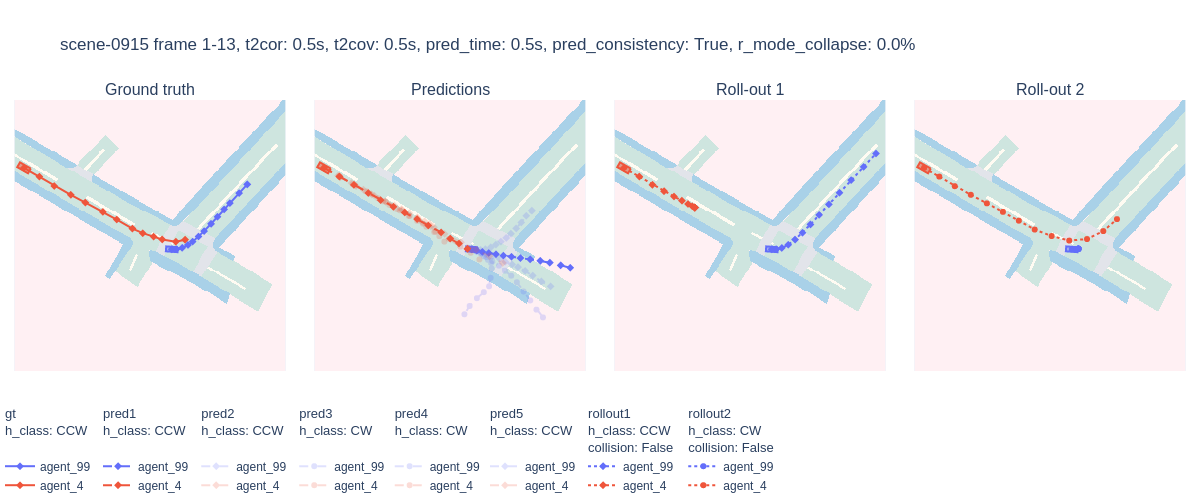 scene-0915 frame 1-13, t2cor: 0.5s, t2cov: 0.5s, pred_time: 0.5s, pred_consistency: True, r_mode_collapse: 0.0%
Ground truth
Predictions
Roll-out 1
Roll-out 2
gt
h_class: CCW
agent_99
agent_4
pred1
h_class: CCW
agent_99
agent_4
pred2
h_class: CCW
agent_99
agent_4
pred3
h_class: CW
agent_99
agent_4
pred4
h_class: CW
agent_99
agent_4
pred5
h_class: CCW
agent_99
agent_4
rollout1
h_class: CCW
collision: False
agent_99
agent_4
rollout2
h_class: CW
collision: False
agent_99
agent_4